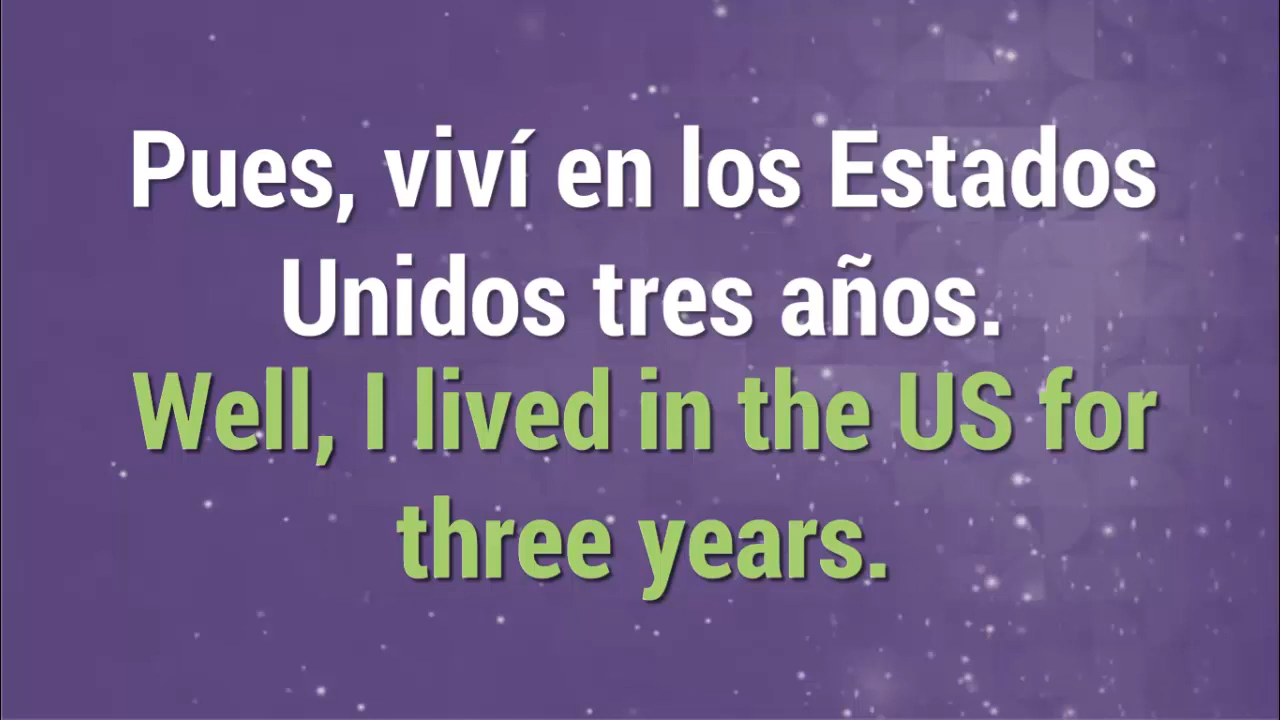 Pues, viví en los Estados
Unidos tres años.
Well, I lived in the US for
three years.